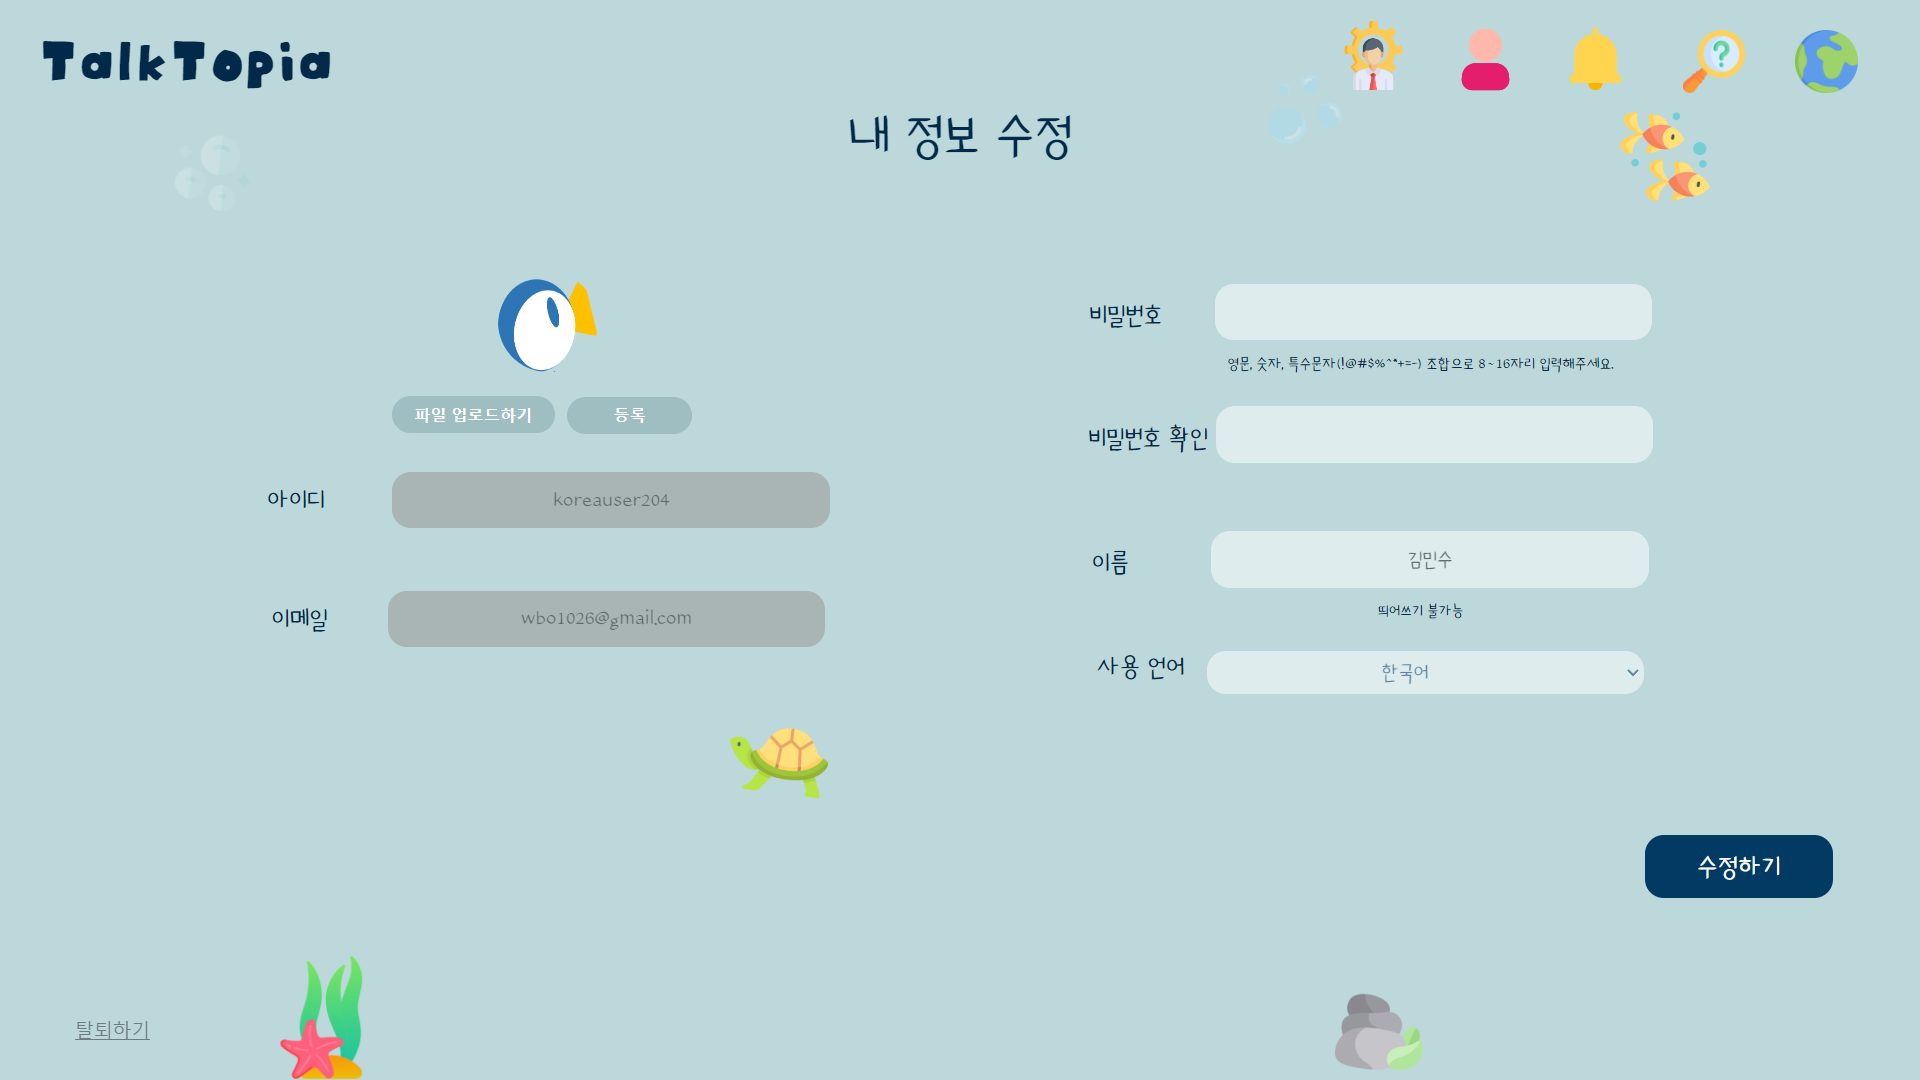 TalkTopia
내 정보 수정
파일 업로드하기
등록
아이디
koreauser204
이메일
wbo1026@gmail.com
비밀번호
영문, 숫자, 특수문자(!@#$%^*+=-) 조합으로 8~16자리 입력해주세요.
비밀번호 확인
이름
김민수
띄어쓰기 불가능
사용 언어
한국어
수정하기
탈퇴하기